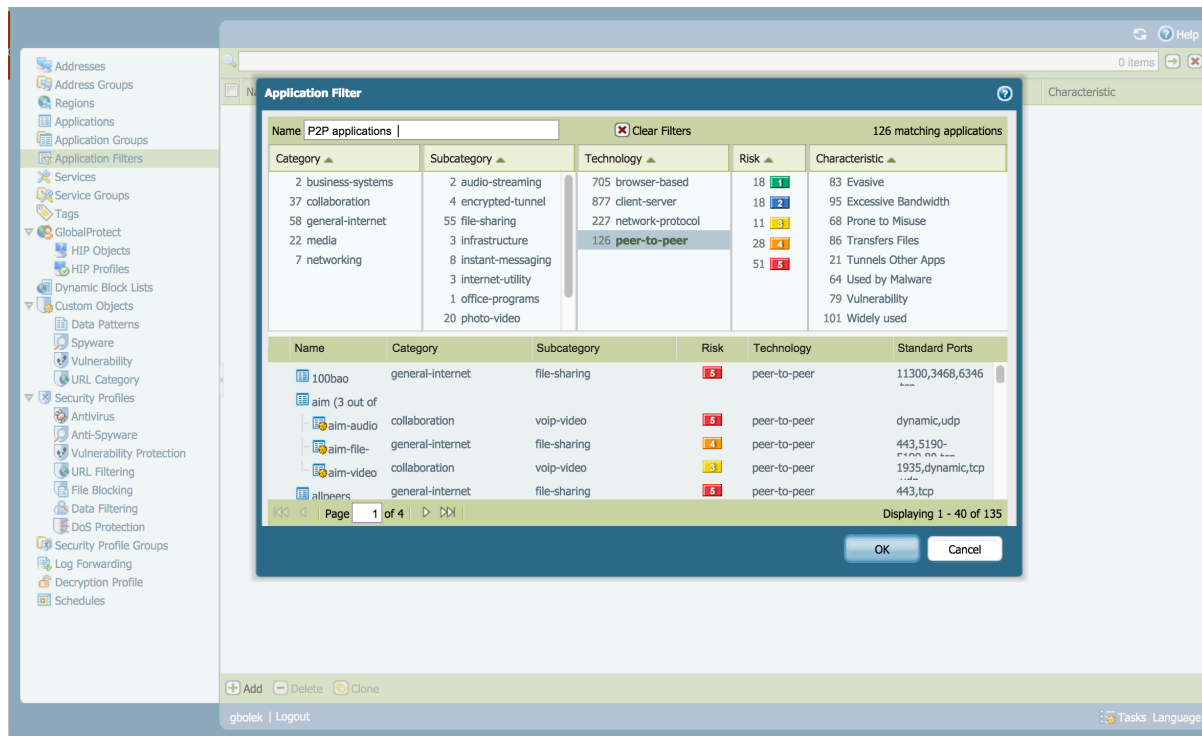 Help
0 items
Addresses
Address Groups
Regions
Applications
Application Groups
Application Filters
Services
Service Groups
Tags
GlobalProtect
HIP Objects
HIP Profiles
Dynamic Block Lists
Custom Objects
Data Patterns
Spyware
Vulnerability
URL Category
Security Profiles
Antivirus
Anti-Spyware
Vulnerability Protection
URL Filtering
File Blocking
Data Filtering
DoS Protection
Security Profile Groups
Log Forwarding
Decryption Profile
Schedules
Characteristic
Application Filter
Name P2P applications Clear Filters 126 matching applications
Category Subcategory Technology Risk Characteristic
2 business-systems 2 audio-streaming 705 browser-based 18 1 83 Evasive
37 collaboration 4 encrypted-tunnel 877 client-server 18 2 95 Excessive Bandwidth
58 general-internet 55 file-sharing 227 network-protocol 11 3 68 Prone to Misuse
22 media 3 infrastructure 126 peer-to-peer 28 4 86 Transfers Files
7 networking 8 instant-messaging 51 5 21 Tunnels Other Apps
3 internet-utility 64 Used by Malware
1 office-programs 79 Vulnerability
20 photo-video 101 Widely used
Name Category Subcategory Risk Technology Standard Ports
100bao general-internet file-sharing 5 peer-to-peer 11300,3468,6346
aim (3 out of
aim-audio collaboration voip-video 5 peer-to-peer dynamic,udp
aim-file- general-internet file-sharing 4 peer-to-peer 443,5190-
aim-video collaboration voip-video 3 peer-to-peer 1935,dynamic,tcp
allpeers general-internet file-sharing 5 peer-to-peer 443,tcp
Page 1 of 4 Displaying 1 - 40 of 135
OK Cancel
Add Delete Clone
gbolek | Logout Tasks Language